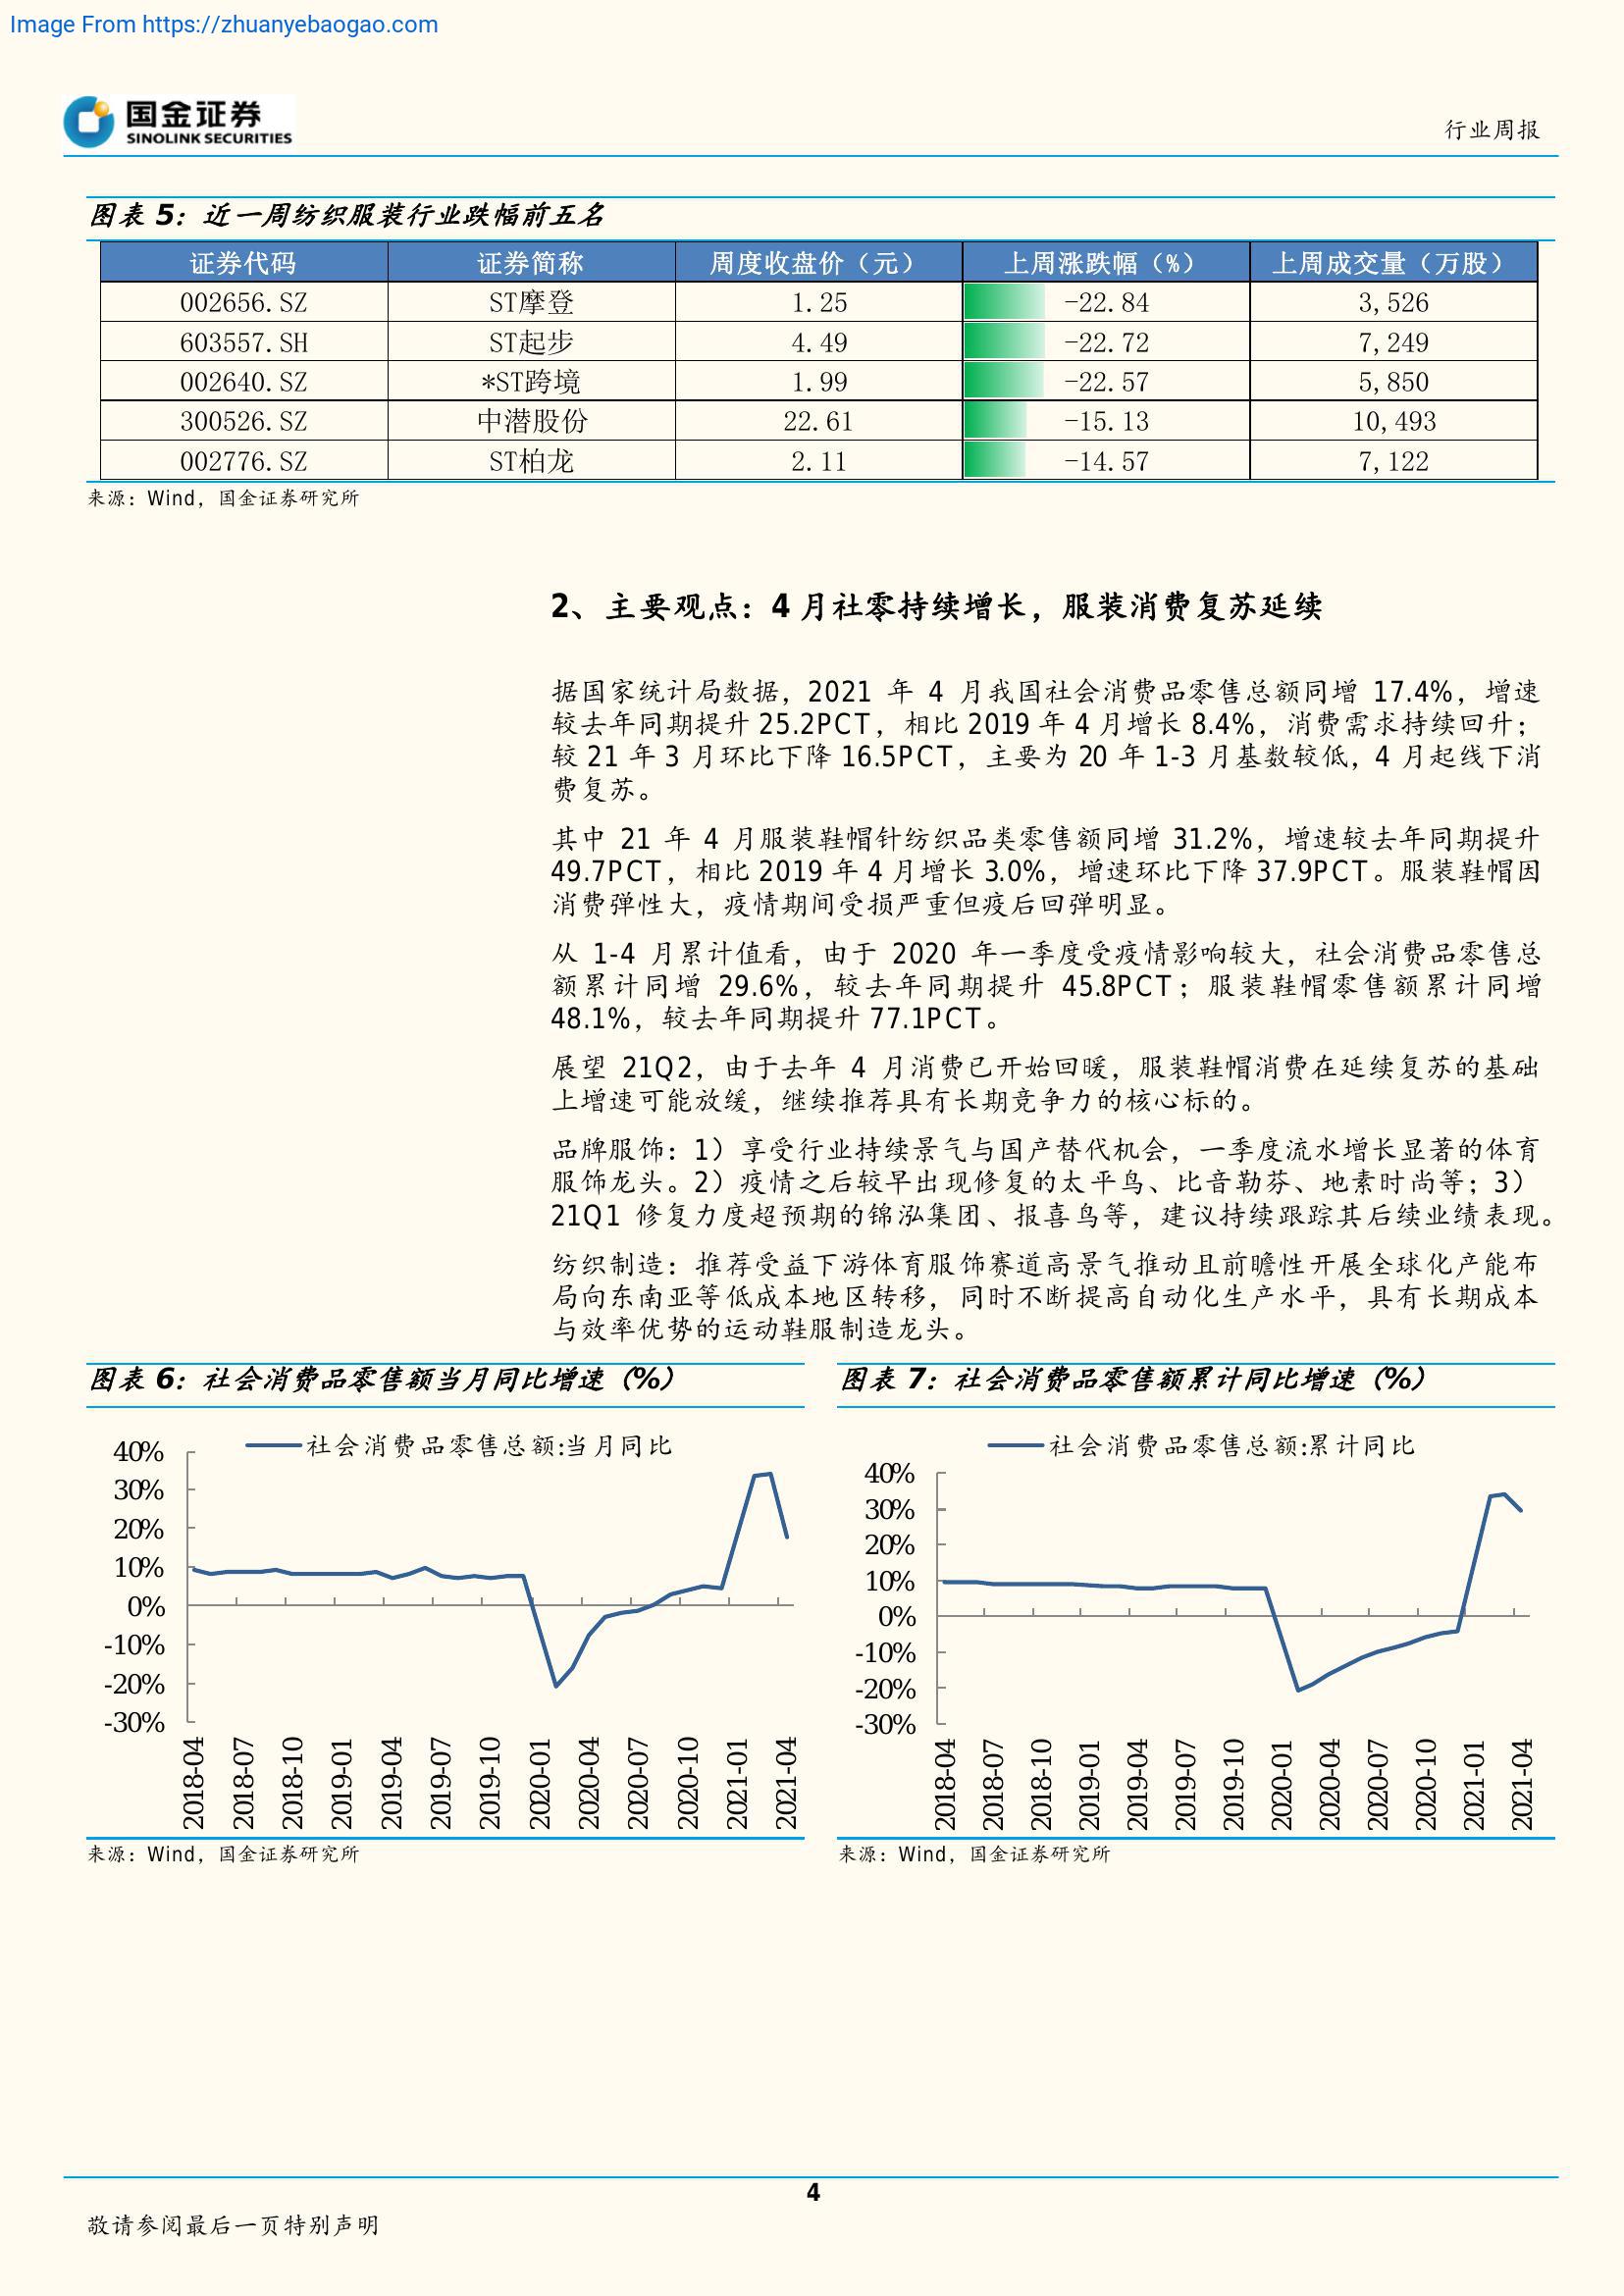 Image From https://zhuanyebaogao.com
国金证券
SINOLINK SECURITIES
行业周报
图表 5：近一周纺织服装行业跌幅前五名
证券代码 证券简称 周度收盘价（元） 上周涨跌幅（%） 上周成交量（万股）
002656.SZ ST摩登 1.25 -22.84 3,526
603557.SH ST起步 4.49 -22.72 7,249
002640.SZ *ST跨境 1.99 -22.57 5,850
300526.SZ 中潜股份 22.61 -15.13 10,493
002776.SZ ST柏龙 2.11 -14.57 7,122
来源：Wind，国金证券研究所
2、主要观点：4 月社零持续增长，服装消费复苏延续
据国家统计局数据，2021 年 4 月我国社会消费品零售总额同增 17.4%，增速
较去年同期提升 25.2PCT，相比 2019 年 4 月增长 8.4%，消费需求持续回升；
较 21 年 3 月环比下降 16.5PCT，主要为 20 年 1-3 月基数较低，4 月起线下消
费复苏。
其中 21 年 4 月服装鞋帽针纺织品类零售额同增 31.2%，增速较去年同期提升
49.7PCT，相比 2019 年 4 月增长 3.0%，增速环比下降 37.9PCT。服装鞋帽因
消费弹性大，疫情期间受损严重但疫后回弹明显。
从 1-4 月累计值看，由于 2020 年一季度受疫情影响较大，社会消费品零售总
额累计同增 29.6%，较去年同期提升 45.8PCT；服装鞋帽零售额累计同增
48.1%，较去年同期提升 77.1PCT。
展望 21Q2，由于去年 4 月消费已开始回暖，服装鞋帽消费在延续复苏的基础
上增速可能放缓，继续推荐具有长期竞争力的核心标的。
品牌服饰：1）享受行业持续景气与国产替代机会，一季度流水增长显著的体育
服饰龙头。2）疫情之后较早出现修复的太平鸟、比音勒芬、地素时尚等；3）
21Q1 修复力度超预期的锦泓集团、报喜鸟等，建议持续跟踪其后续业绩表现。
纺织制造：推荐受益下游体育服饰赛道高景气推动且前瞻性开展全球化产能布
局向东南亚等低成本地区转移，同时不断提高自动化生产水平，具有长期成本
与效率优势的运动鞋服制造龙头。
图表 6：社会消费品零售额当月同比增速（%）
社会消费品零售总额:当月同比
40%
30%
20%
10%
0%
-10%
-20%
-30%
2018-04 2018-07 2018-10 2019-01 2019-04 2019-07 2019-10 2020-01 2020-04 2020-07 2020-10 2021-01 2021-04
来源：Wind，国金证券研究所
图表 7：社会消费品零售额累计同比增速（%）
社会消费品零售总额:累计同比
40%
30%
20%
10%
0%
-10%
-20%
-30%
2018-04 2018-07 2018-10 2019-01 2019-04 2019-07 2019-10 2020-01 2020-04 2020-07 2020-10 2021-01 2021-04
来源：Wind，国金证券研究所
4
敬请参阅最后一页特别声明